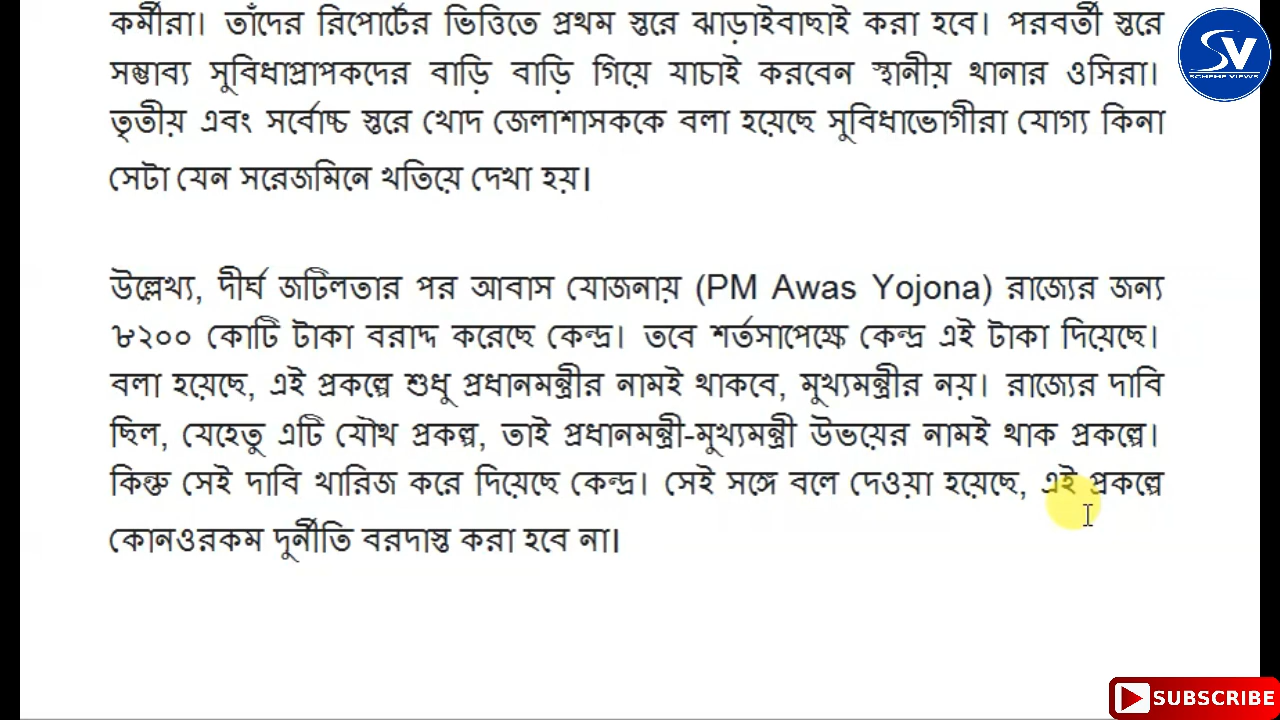 কর্মীরা। তাঁদের রিপোর্টের ভিত্তিতে প্রথম স্তরে ঝাড়াইবাছাই করা হবে। পরবর্তী স্তরে
সম্ভাব্য সুবিধাপ্রাপকদের বাড়ি বাড়ি গিয়ে যাচাই করবেন স্থানীয় থানার ওসিরা।
তৃতীয় এবং সর্বোচ্চ স্তরে খোদ জেলাশাসককে বলা হয়েছে সুবিধাভোগীরা যোগ্য কিনা
সেটা যেন সরেজমিনে খতিয়ে দেখা হয়।
উল্লেখ্য, দীর্ঘ জটিলতার পর আবাস যোজনায় (PM Awas Yojona) রাজ্যের জন্য
৮২০০ কোটি টাকা বরাদ্দ করেছে কেন্দ্র। তবে শর্তসাপেক্ষে কেন্দ্র এই টাকা দিয়েছে।
বলা হয়েছে, এই প্রকল্পে শুধু প্রধানমন্ত্রীর নামই থাকবে, মুখ্যমন্ত্রীর নয়। রাজ্যের দাবি
ছিল, যেহেতু এটি যৌথ প্রকল্প, তাই প্রধানমন্ত্রী-মুখ্যমন্ত্রী উভয়ের নামই থাক প্রকল্পে।
কিন্তু সেই দাবি খারিজ করে দিয়েছে কেন্দ্র। সেই সঙ্গে বলে দেওয়া হয়েছে, এই প্রকল্পে
কোনওরকম দুর্নীতি বরদাস্ত করা হবে না।
SV
SCHEME VIEWS
SUBSCRIBE